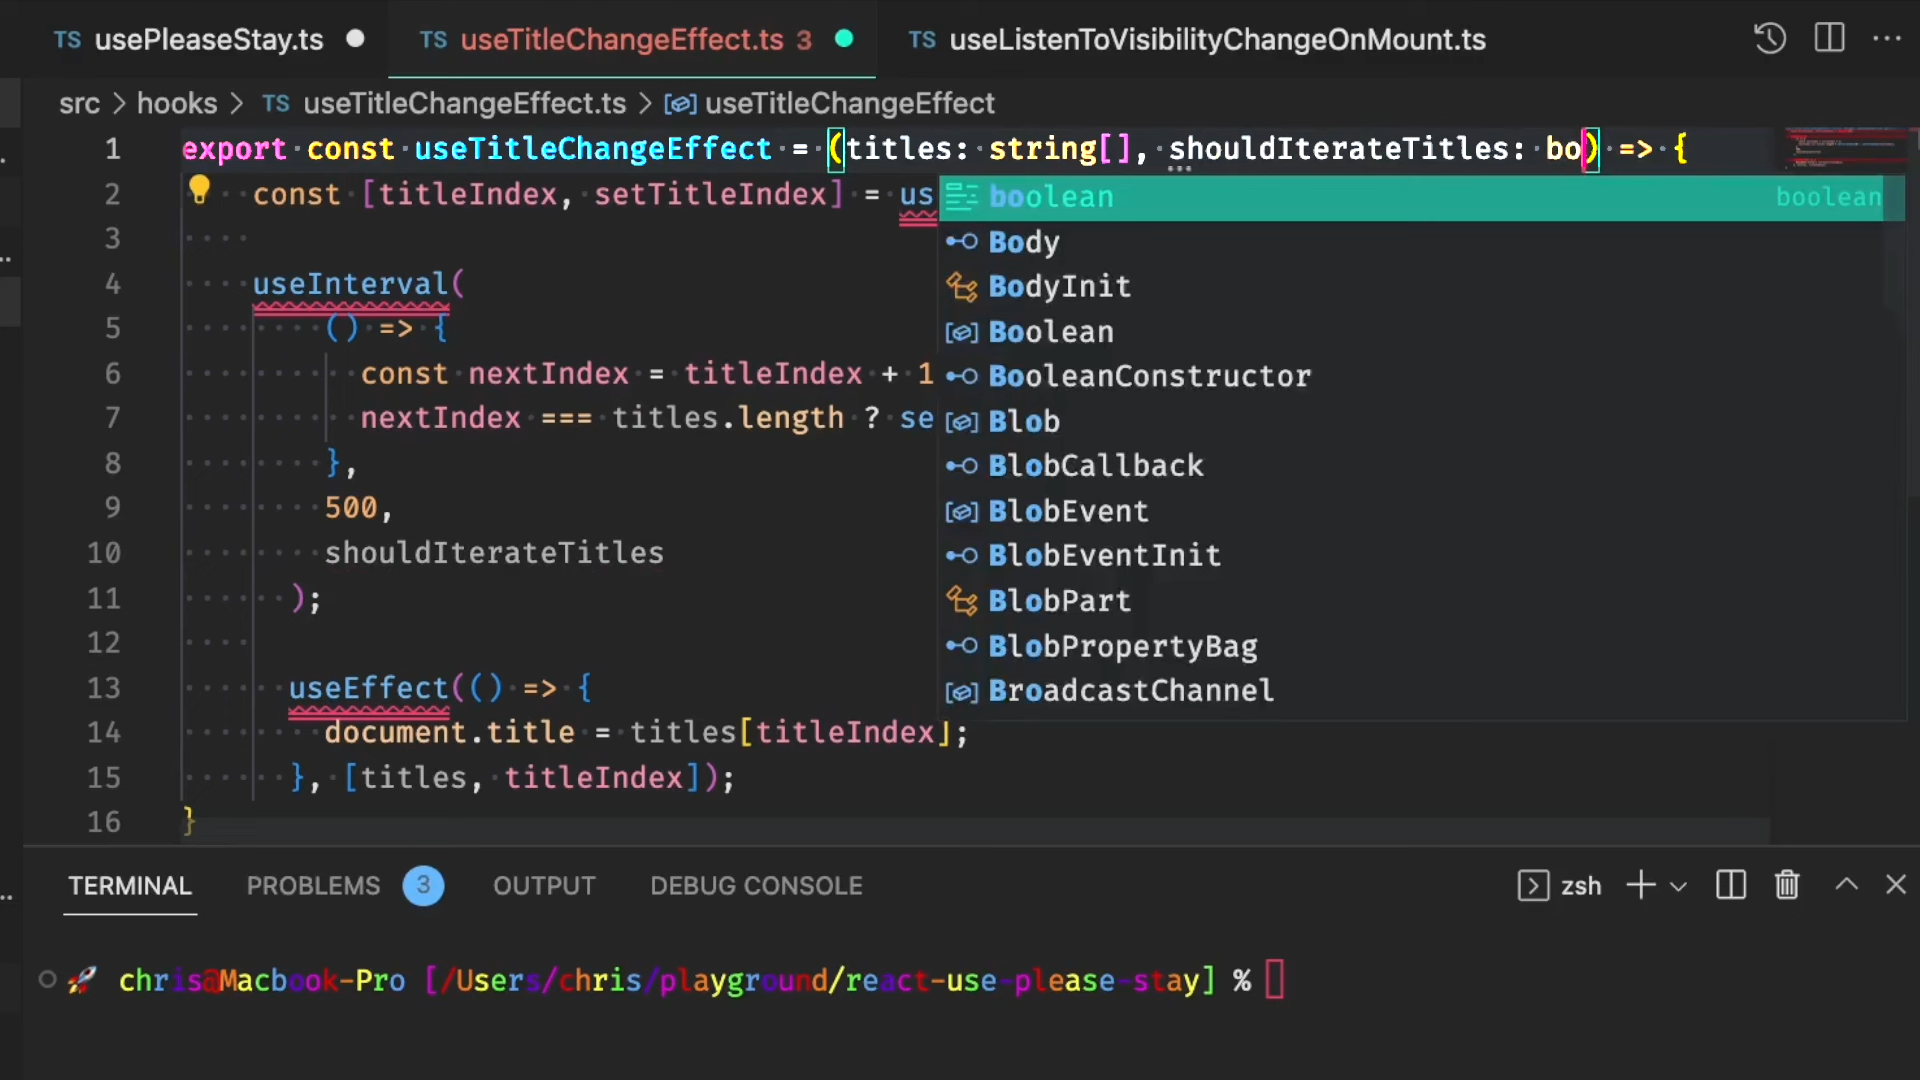 TS usePleaseStay.ts TS useTitleChangeEffect.ts 3 TS useListenToVisibilityChangeOnMount.ts ...
src > hooks > TS useTitleChangeEffect.ts > useTitleChangeEffect
1 export const useTitleChangeEffect = (titles: string[], shouldIterateTitles: bo) => {
2 const [titleIndex, setTitleIndex] = us
boolean boolean
3
Body
4 useInterval(
BodyInit
5 () => {
Boolean
6 const nextIndex = titleIndex + 1
BooleanConstructor
7 nextIndex === titles.length ? se
Blob
8 },
BlobCallback
9 500,
BlobEvent
10 shouldIterateTitles
BlobEventInit
11 );
BlobPart
12
BlobPropertyBag
13 useEffect(() => {
BroadcastChannel
14 document.title = titles[titleIndex];
15 }, [titles, titleIndex]);
16 }
TERMINAL PROBLEMS 3 OUTPUT DEBUG CONSOLE zsh
chris@Macbook-Pro [/Users/chris/playground/react-use-please-stay] %